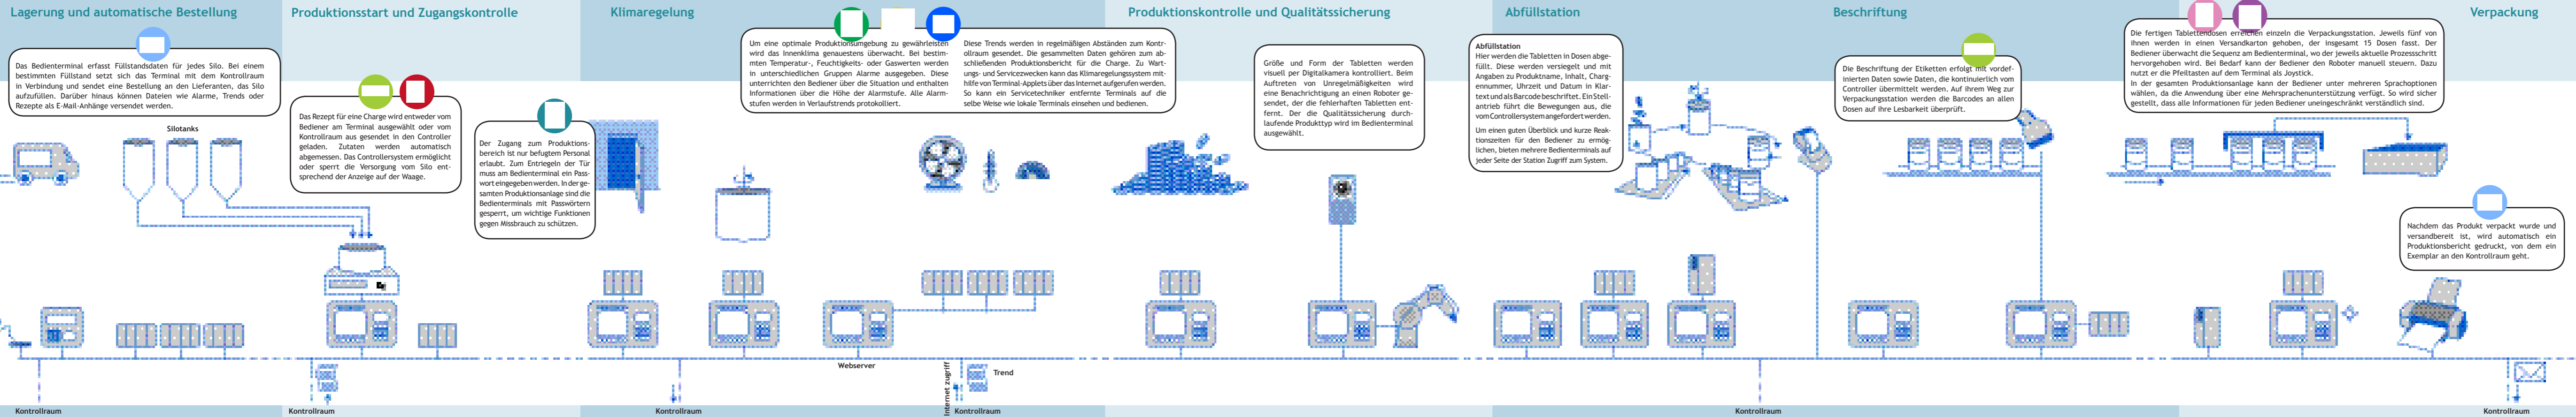 Lagerung und automatische Bestellung
Das Bedienterminal erfasst Füllstandsdaten für jedes Silo. Bei einem
bestimmten Füllstand setzt sich das Terminal mit dem Kontrollraum
in Verbindung und sendet eine Bestellung an den Lieferanten, das Silo
aufzufüllen. Darüber hinaus können Dateien wie Alarme, Trends oder
Rezepte als E-Mail-Anhänge versendet werden.
Silotanks
Kontrollraum
Produktionsstart und Zugangskontrolle
Das Rezept für eine Charge wird entweder vom
Bediener am Terminal ausgewählt oder vom
Kontrollraum aus gesendet in den Controller
geladen. Zutaten werden automatisch
abgemessen. Das Controllersystem ermöglicht
oder sperrt die Versorgung vom Silo ent-
sprechend der Anzeige auf der Waage.
Der Zugang zum Produktions-
bereich ist nur befugtem Personal
erlaubt. Zum Entriegeln der Tür
muss am Bedienterminal ein Pass-
wort eingegeben werden. In der ge-
samten Produktionsanlage sind die
Bedienterminals mit Passwörtern
gesperrt, um wichtige Funktionen
gegen Missbrauch zu schützen.
Kontrollraum
Klimaregelung
Um eine optimale Produktionsumgebung zu gewährleisten
wird das Innenklima genauestens überwacht. Bei bestim-
mten Temperatur-, Feuchtigkeits- oder Gaswerten werden
in unterschiedlichen Gruppen Alarme ausgegeben. Diese
unterrichten den Bediener über die Situation und enthalten
Informationen über die Höhe der Alarmstufe. Alle Alarm-
stufen werden in Verlaufstrends protokolliert.
Diese Trends werden in regelmäßigen Abständen zum Kontr-
ollraum gesendet. Die gesammelten Daten gehören zum ab-
schließenden Produktionsbericht für die Charge. Zu Wart-
ungs- und Servicezwecken kann das Klimaregelungssystem mit-
hilfe von Terminal-Applets über das Internet aufgerufen werden.
So kann ein Servicetechniker entfernte Terminals auf die
selbe Weise wie lokale Terminals einsehen und bedienen.
Kontrollraum
Webserver
Internet zugriff
Trend
Kontrollraum
Produktionskontrolle und Qualitätssicherung
Größe und Form der Tabletten werden
visuell per Digitalkamera kontrolliert. Beim
Auftreten von Unregelmäßigkeiten wird
eine Benachrichtigung an einen Roboter ge-
sendet, der die fehlerhaften Tabletten ent-
fernt. Der die Qualitätssicherung durch-
laufende Produkttyp wird im Bedienterminal
ausgewählt.
Abfüllstation
Abfüllstation
Hier werden die Tabletten in Dosen abge-
füllt. Diese werden versiegelt und mit
Angaben zu Produktname, Inhalt, Charg-
ennummer, Uhrzeit und Datum in Klar-
text und als Barcode beschriftet. Ein Stell-
antrieb führt die Bewegungen aus, die
vom Controllersystem angefordert werden.
Um einen guten Überblick und kurze Reak-
tionszeiten für den Bediener zu ermög-
lichen, bieten mehrere Bedienterminals auf
jeder Seite der Station Zugriff zum System.
Kontrollraum
Beschriftung
Die Beschriftung der Etiketten erfolgt mit vordef-
inierten Daten sowie Daten, die kontinuierlich vom
Controller übermittelt werden. Auf ihrem Weg zur
Verpackungsstation werden die Barcodes an allen
Dosen auf ihre Lesbarkeit überprüft.
Verpackung
Die fertigen Tablettendosen erreichen einzeln die Verpackungsstation. Jeweils fünf von
ihnen werden in einen Versandkarton gehoben, der insgesamt 15 Dosen fasst. Der
Bediener überwacht die Sequenz am Bedienterminal, wo der jeweils aktuelle Prozesschritt
hervorgehoben wird. Bei Bedarf kann der Bediener den Roboter manuell steuern. Dazu
nutzt er die Pfeiltasten auf dem Terminal als Joystick.
In der gesamten Produktionsanlage kann der Bediener unter mehreren Sprachoptionen
wählen, da die Anwendung über eine Mehrsprachenunterstützung verfügt. So wird sicher
gestellt, dass alle Informationen für jeden Bediener uneingeschränkt verständlich sind.
Nachdem das Produkt verpackt wurde und
versandbereit ist, wird automatisch ein
Produktionsbericht gedruckt, von dem ein
Exemplar an den Kontrollraum geht.
Kontrollraum